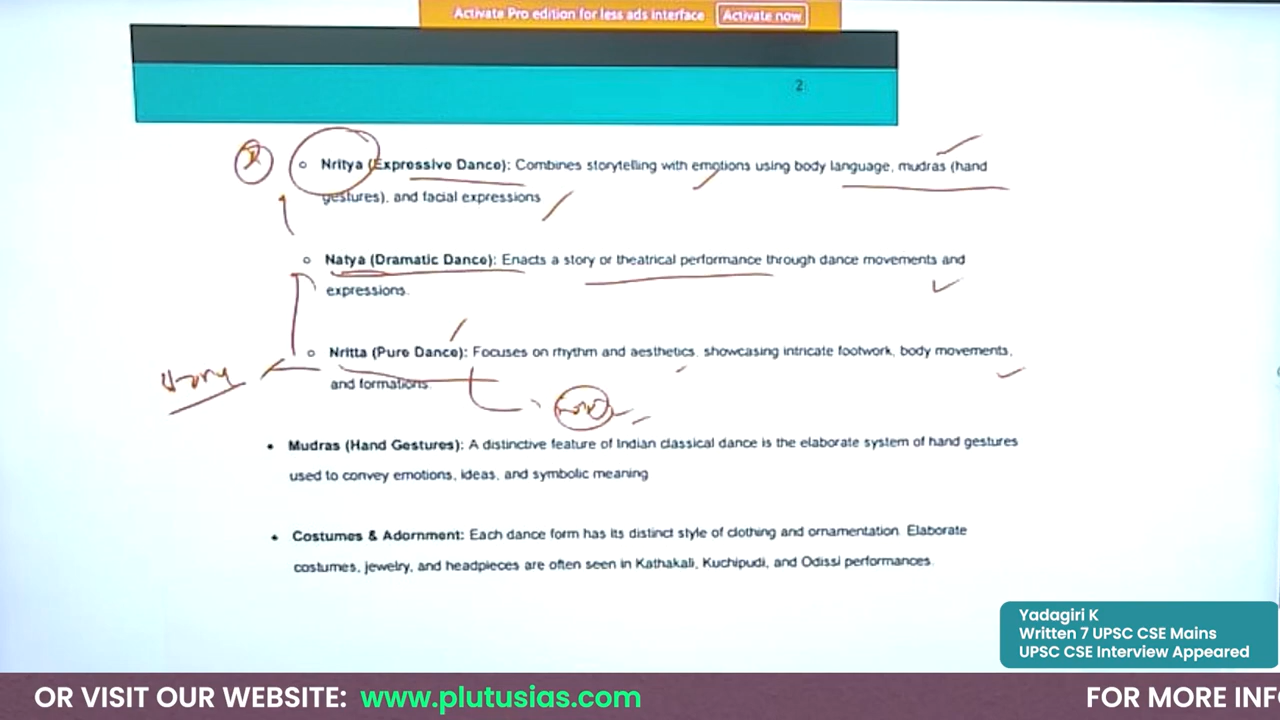 Activate Pro edition for less ads interface Activate now
2
Nritya (Expressive Dance): Combines storytelling with emotions using body language, mudras (hand
gestures), and facial expressions
Natya (Dramatic Dance): Enacts a story or theatrical performance through dance movements and
expressions.
Nritta (Pure Dance): Focuses on rhythm and aesthetics, showcasing intricate footwork, body movements,
and formations.
Mudras (Hand Gestures): A distinctive feature of Indian classical dance is the elaborate system of hand gestures
used to convey emotions, ideas, and symbolic meaning
Costumes & Adornment: Each dance form has its distinct style of clothing and ornamentation. Elaborate
costumes, jewelry, and headpieces are often seen in Kathakali, Kuchipudi, and Odissi performances.
Yadagiri K
Written 7 UPSC CSE Mains
UPSC CSE Interview Appeared
OR VISIT OUR WEBSITE: www.plutusias.com FOR MORE INF